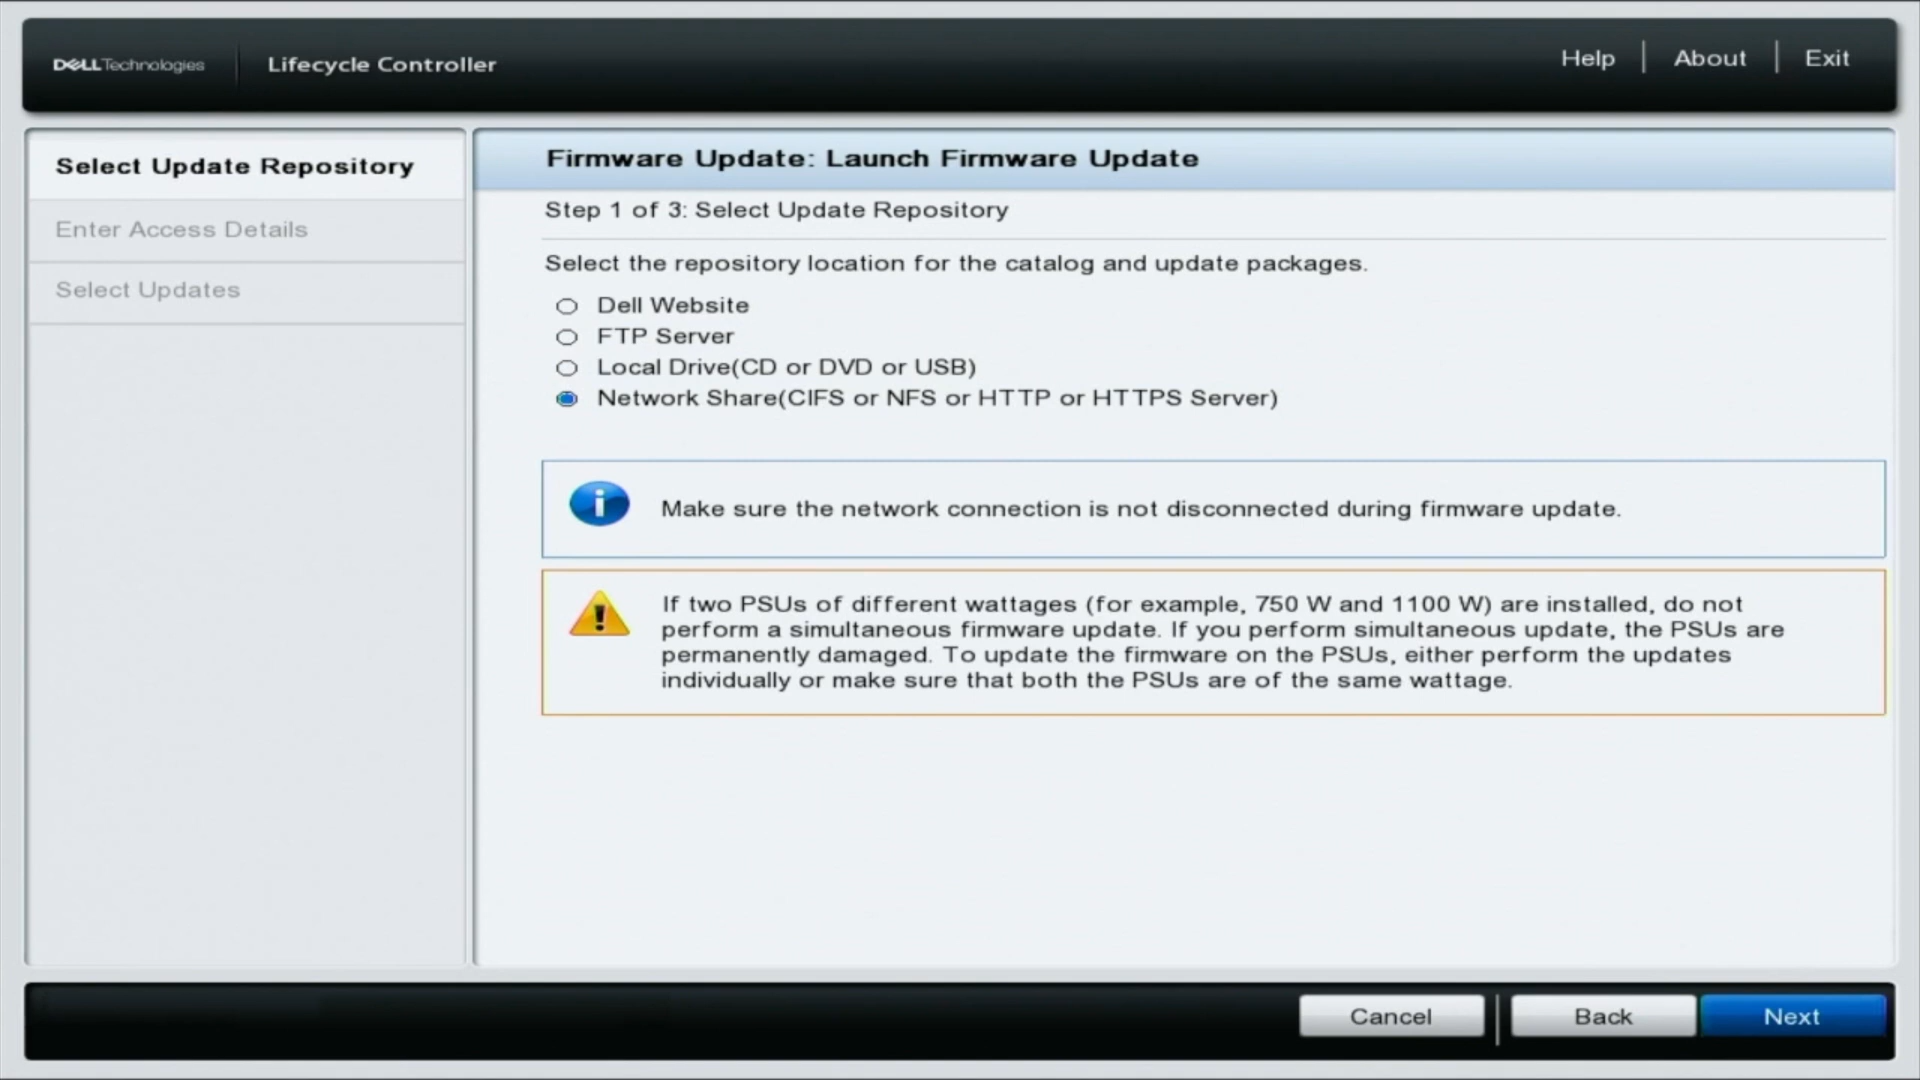 DELLTechnologies
Lifecycle Controller
Help
About
Exit
Select Update Repository
Enter Access Details
Select Updates
Firmware Update: Launch Firmware Update
Step 1 of 3: Select Update Repository
Select the repository location for the catalog and update packages.
Dell Website
FTP Server
Local Drive(CD or DVD or USB)
Network Share(CIFS or NFS or HTTP or HTTPS Server)
Make sure the network connection is not disconnected during firmware update.
If two PSUs of different wattages (for example, 750 W and 1100 W) are installed, do not
perform a simultaneous firmware update. If you perform simultaneous update, the PSUs are
permanently damaged. To update the firmware on the PSUs, either perform the updates
individually or make sure that both the PSUs are of the same wattage.
Cancel
Back
Next